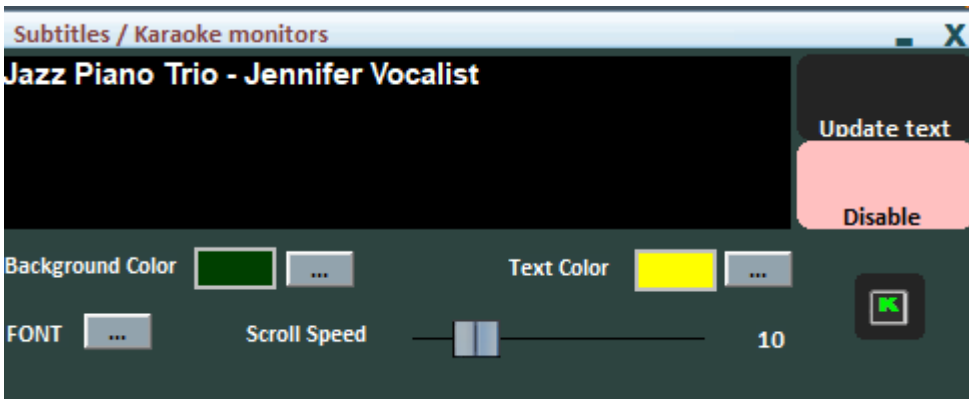 Subtitles / Karaoke monitors
Jazz Piano Trio - Jennifer Vocalist
Update text
Disable
Background Color
...
Text Color
...
K
FONT
...
Scroll Speed
10